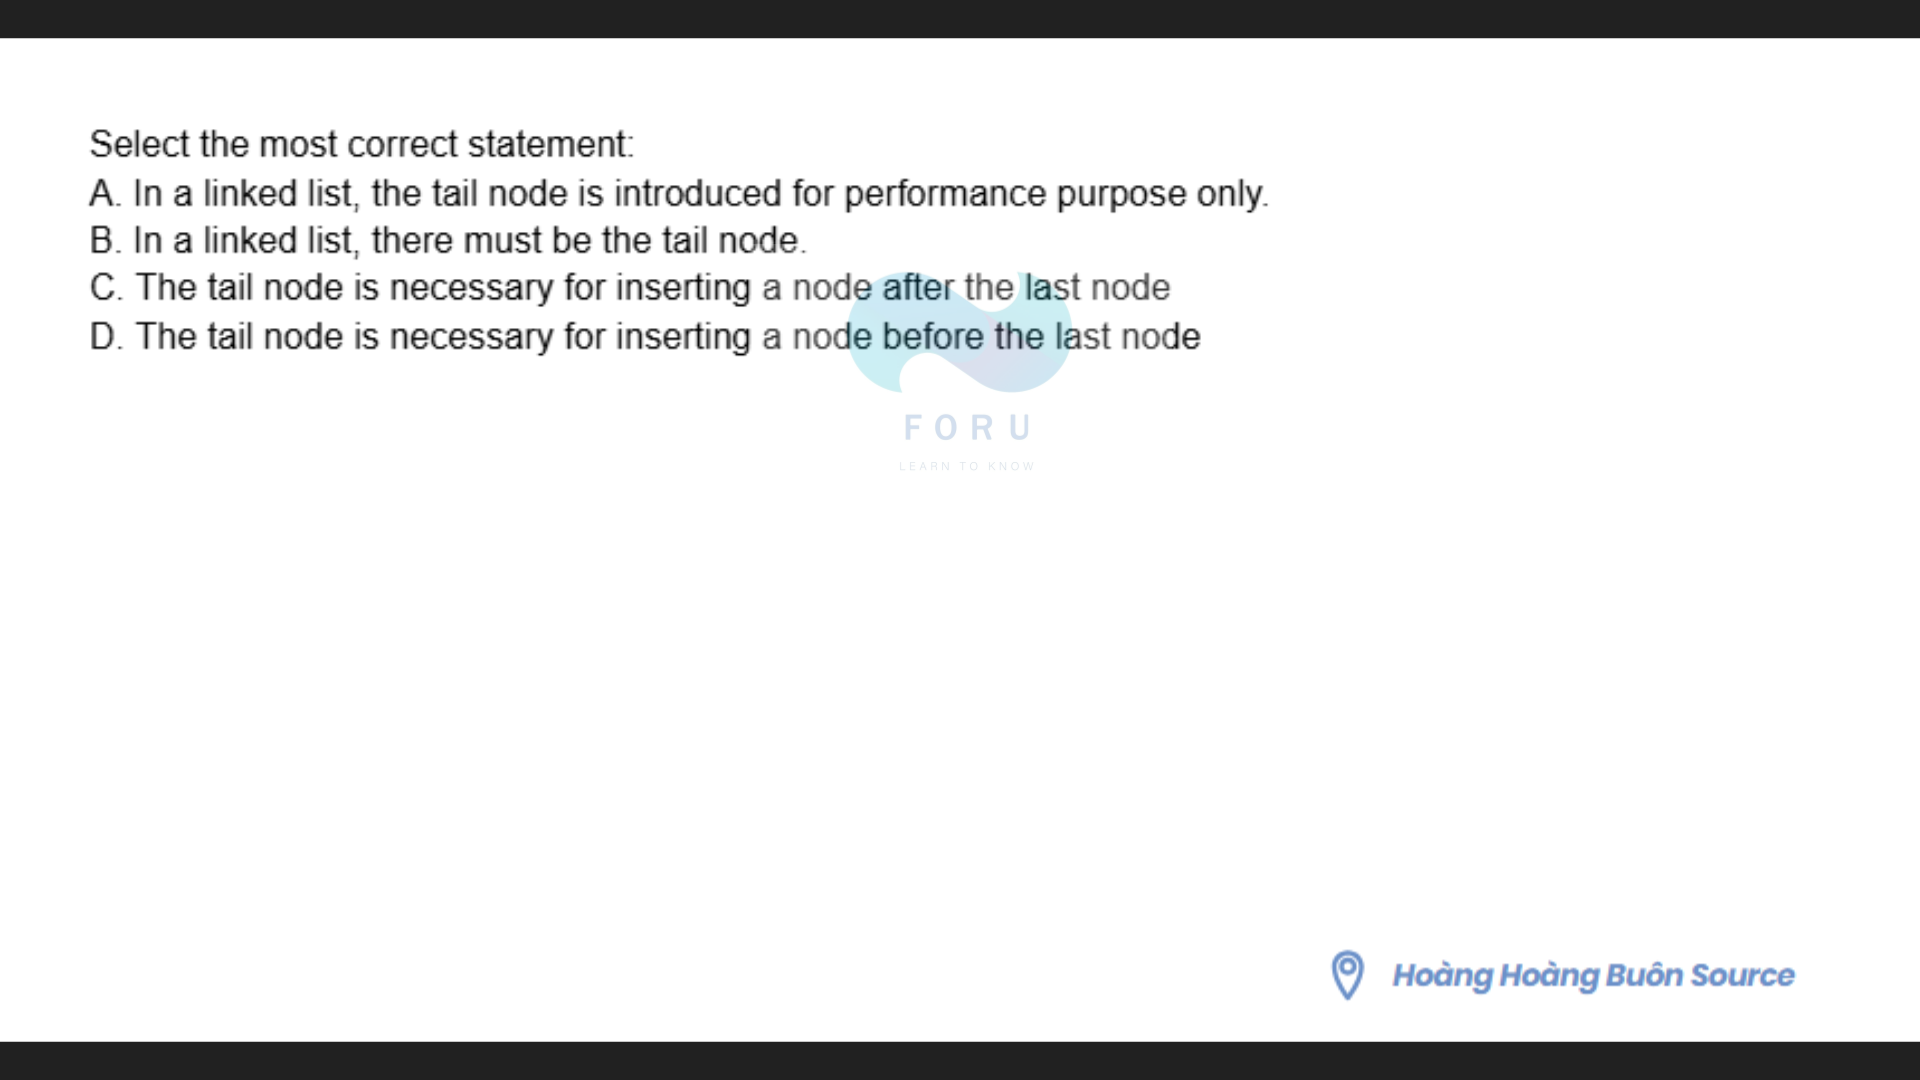 Select the most correct statement:
A. In a linked list, the tail node is introduced for performance purpose only.
B. In a linked list, there must be the tail node.
C. The tail node is necessary for inserting a node after the last node
D. The tail node is necessary for inserting a node before the last node
FORU
LEARN TO KNOW
Hoàng Hoàng Buôn Source